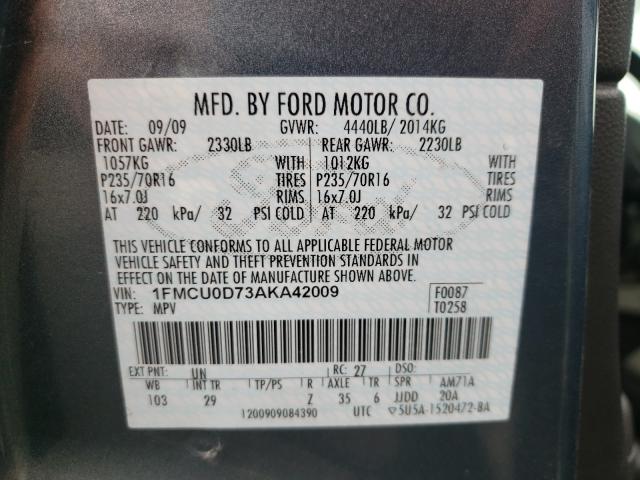 MFD. BY FORD MOTOR CO.
DATE: 09/09 GVWR: 4440LB/ 2014KG
FRONT GAWR: 2330LB REAR GAWR: 2230LB
1057KG WITH 1012KG WITH
P235/70R16 TIRES P235/70R16 TIRES
16x7.0J RIMS 16x7.0J RIMS
AT 220 kPa/ 32 PSI COLD AT 220 kPa/ 32 PSI COLD
THIS VEHICLE CONFORMS TO ALL APPLICABLE FEDERAL MOTOR
VEHICLE SAFETY AND THEFT PREVENTION STANDARDS IN
EFFECT ON THE DATE OF MANUFACTURE SHOWN ABOVE.
VIN: 1FMCU0D73AKA42009 F0087
TYPE: MPV T0258
EXT PNT: UN RC: 27 DSO:
WB INT TR TP/PS R AXLE TR SPR AM71A
103 29 Z 35 6 JJDD 20A
1200909084390 UTC ▽5U5A-1520472-BA